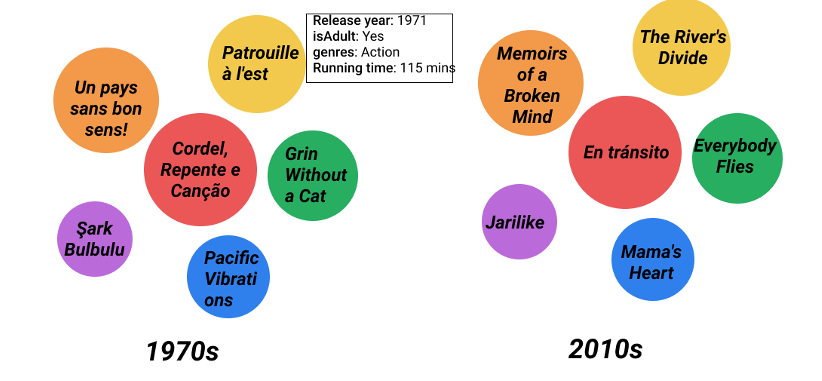 Patrouille
à l'est
Release year: 1971
isAdult: Yes
genres: Action
Running time: 115 mins
Un pays
sans bon
sens!
Cordel,
Repente e
Canção
Grin
Without
a Cat
Şark
Bulbulu
Pacific
Vibrati
ons
1970s
The River's
Divide
Memoirs
of a
Broken
Mind
En tránsito
Everybody
Flies
Jarilike
Mama's
Heart
2010s